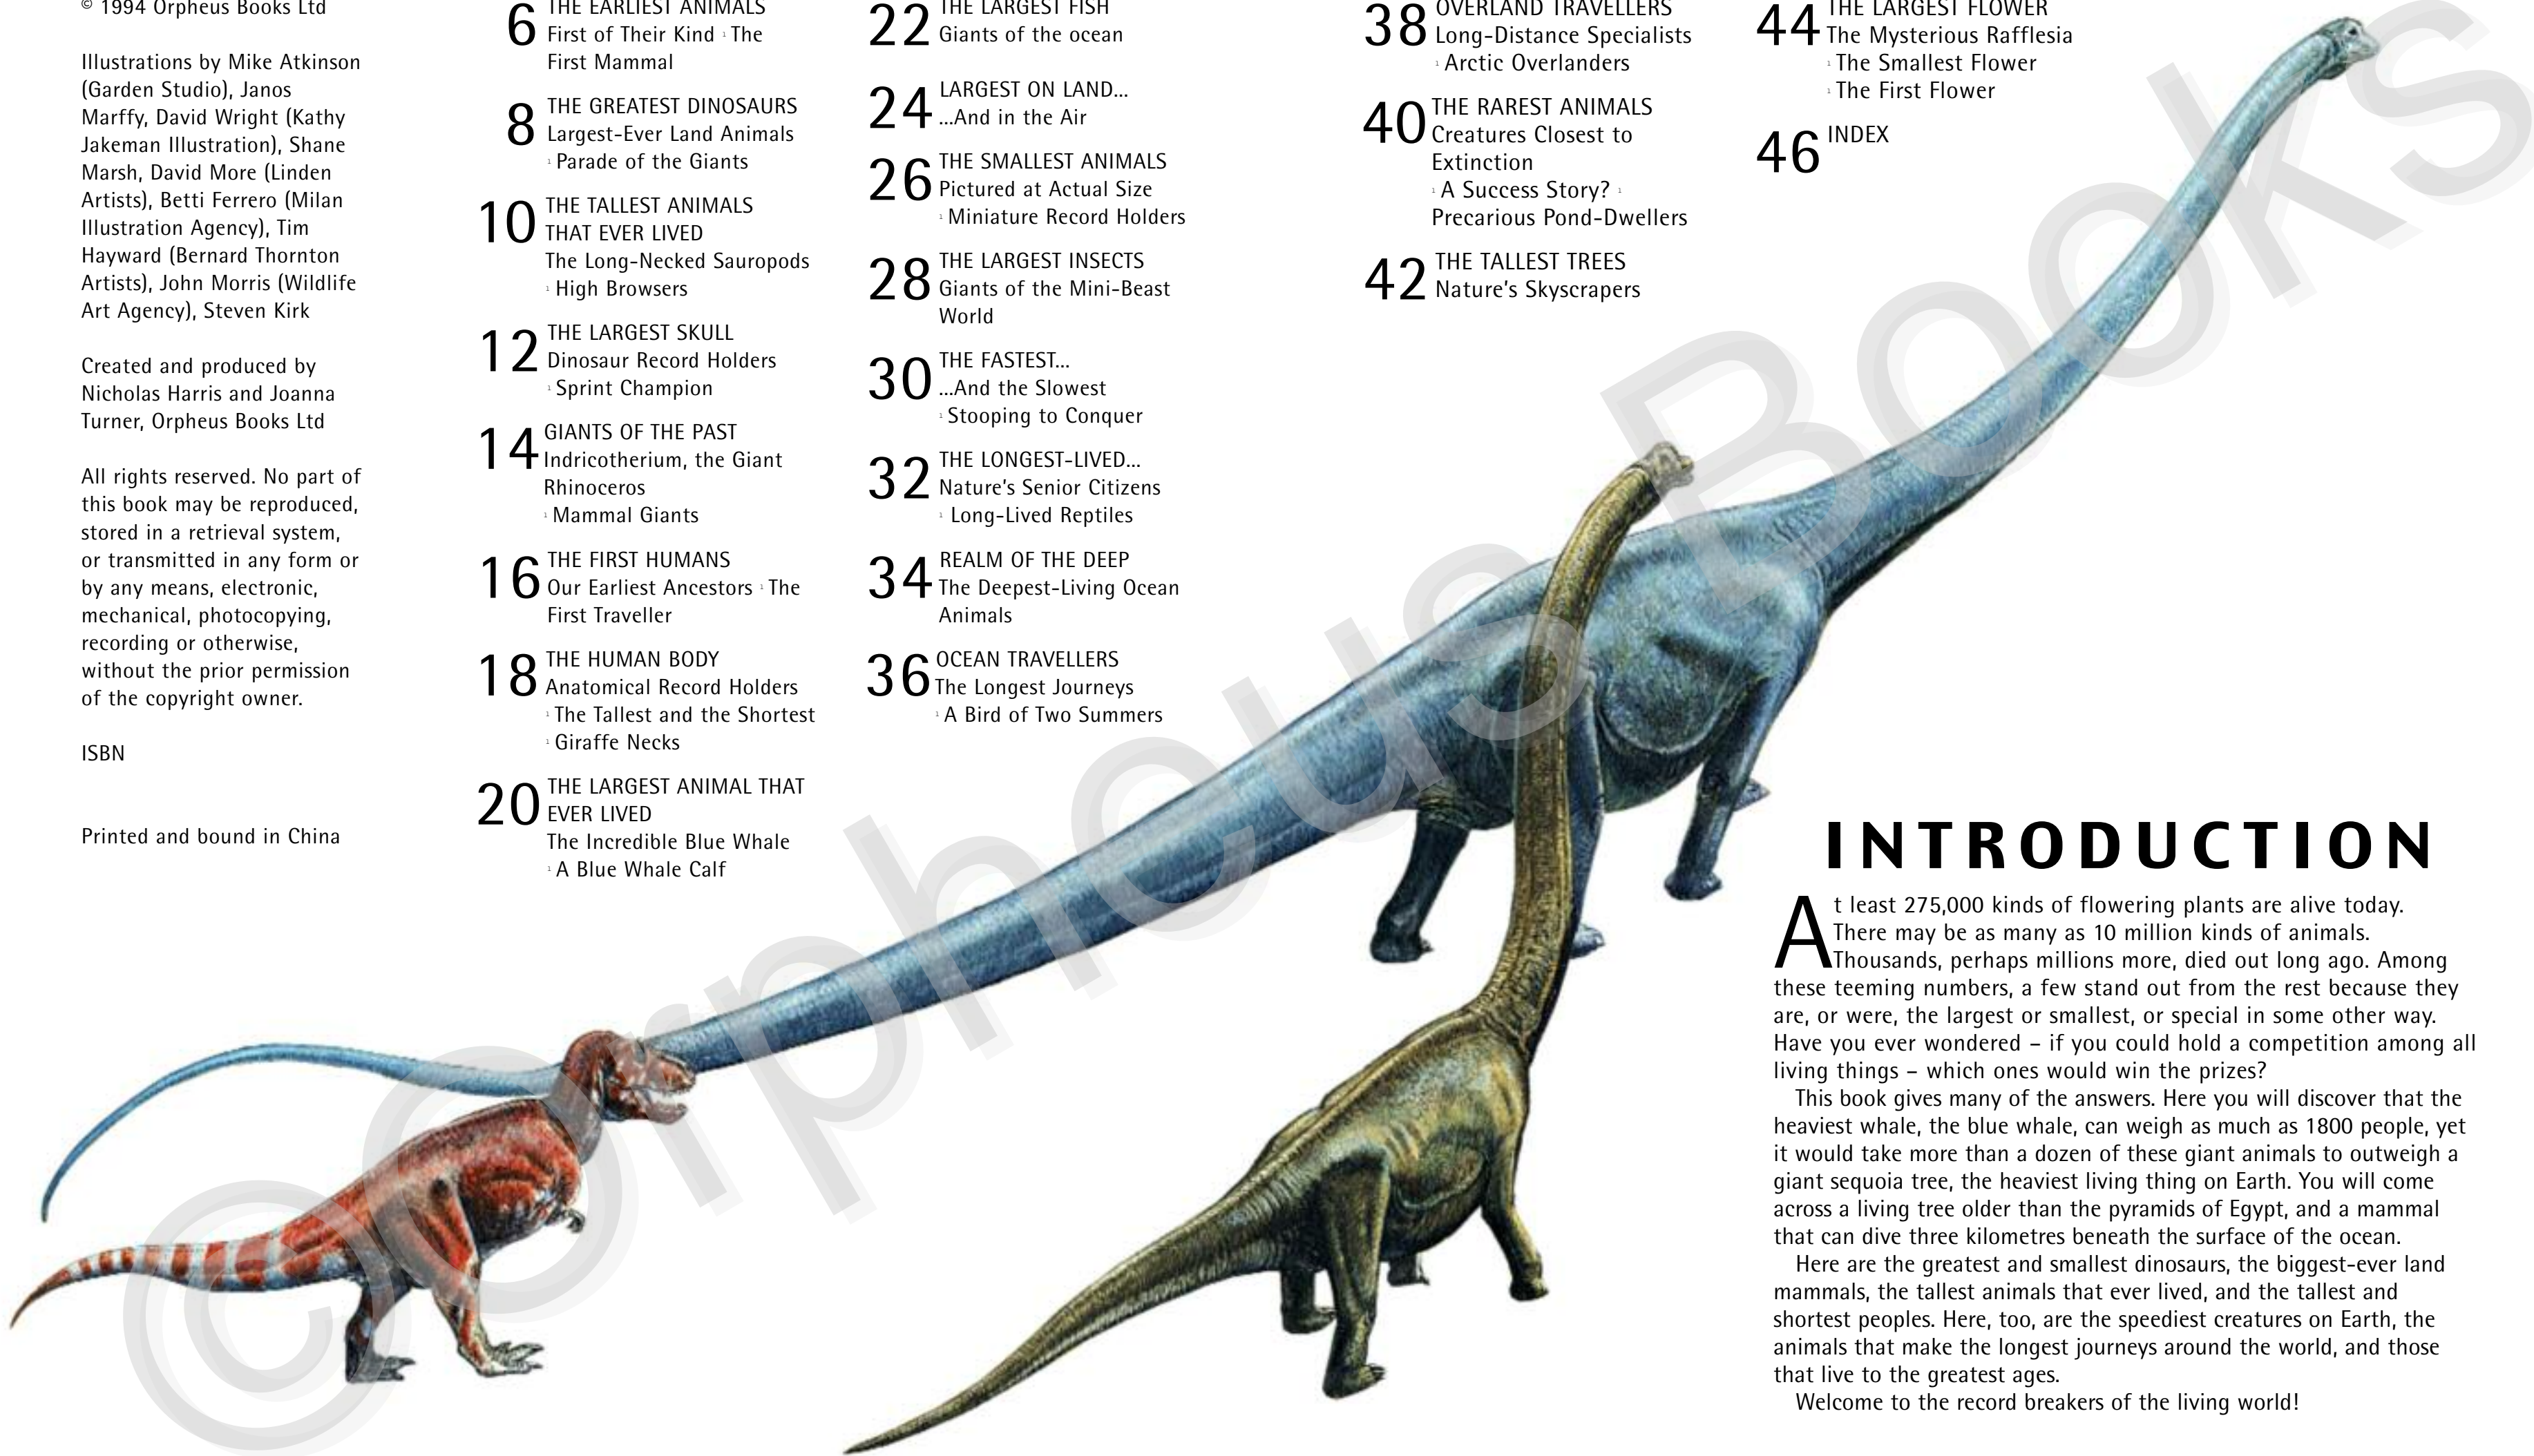 © 1994 Orpheus Books Ltd
Illustrations by Mike Atkinson
(Garden Studio), Janos
Marffy, David Wright (Kathy
Jakeman Illustration), Shane
Marsh, David More (Linden
Artists), Betti Ferrero (Milan
Illustration Agency), Tim
Hayward (Bernard Thornton
Artists), John Morris (Wildlife
Art Agency), Steven Kirk
Created and produced by
Nicholas Harris and Joanna
Turner, Orpheus Books Ltd
All rights reserved. No part of
this book may be reproduced,
stored in a retrieval system,
or transmitted in any form or
by any means, electronic,
mechanical, photocopying,
recording or otherwise,
without the prior permission
of the copyright owner.
ISBN
Printed and bound in China
6 THE EARLIEST ANIMALS
First of Their Kind ¹ The
First Mammal
8 THE GREATEST DINOSAURS
Largest-Ever Land Animals
¹ Parade of the Giants
10 THE TALLEST ANIMALS
THAT EVER LIVED
The Long-Necked Sauropods
¹ High Browsers
12 THE LARGEST SKULL
Dinosaur Record Holders
¹ Sprint Champion
14 GIANTS OF THE PAST
Indricotherium, the Giant
Rhinoceros
¹ Mammal Giants
16 THE FIRST HUMANS
Our Earliest Ancestors ¹ The
First Traveller
18 THE HUMAN BODY
Anatomical Record Holders
¹ The Tallest and the Shortest
¹ Giraffe Necks
20 THE LARGEST ANIMAL THAT
EVER LIVED
The Incredible Blue Whale
¹ A Blue Whale Calf
22 THE LARGEST FISH
Giants of the ocean
24 LARGEST ON LAND...
...And in the Air
26 THE SMALLEST ANIMALS
Pictured at Actual Size
¹ Miniature Record Holders
28 THE LARGEST INSECTS
Giants of the Mini-Beast
World
30 THE FASTEST...
...And the Slowest
¹ Stooping to Conquer
32 THE LONGEST-LIVED...
Nature's Senior Citizens
¹ Long-Lived Reptiles
34 REALM OF THE DEEP
The Deepest-Living Ocean
Animals
36 OCEAN TRAVELLERS
The Longest Journeys
¹ A Bird of Two Summers
38 OVERLAND TRAVELLERS
Long-Distance Specialists
¹ Arctic Overlanders
40 THE RAREST ANIMALS
Creatures Closest to
Extinction
¹ A Success Story? ¹
Precarious Pond-Dwellers
42 THE TALLEST TREES
Nature's Skyscrapers
44 THE LARGEST FLOWER
The Mysterious Rafflesia
¹ The Smallest Flower
¹ The First Flower
46 INDEX
INTRODUCTION
At least 275,000 kinds of flowering plants are alive today.
There may be as many as 10 million kinds of animals.
Thousands, perhaps millions more, died out long ago. Among
these teeming numbers, a few stand out from the rest because they
are, or were, the largest or smallest, or special in some other way.
Have you ever wondered – if you could hold a competition among all
living things – which ones would win the prizes?
This book gives many of the answers. Here you will discover that the
heaviest whale, the blue whale, can weigh as much as 1800 people, yet
it would take more than a dozen of these giant animals to outweigh a
giant sequoia tree, the heaviest living thing on Earth. You will come
across a living tree older than the pyramids of Egypt, and a mammal
that can dive three kilometres beneath the surface of the ocean.
Here are the greatest and smallest dinosaurs, the biggest-ever land
mammals, the tallest animals that ever lived, and the tallest and
shortest peoples. Here, too, are the speediest creatures on Earth, the
animals that make the longest journeys around the world, and those
that live to the greatest ages.
Welcome to the record breakers of the living world!
©Orpheus Books